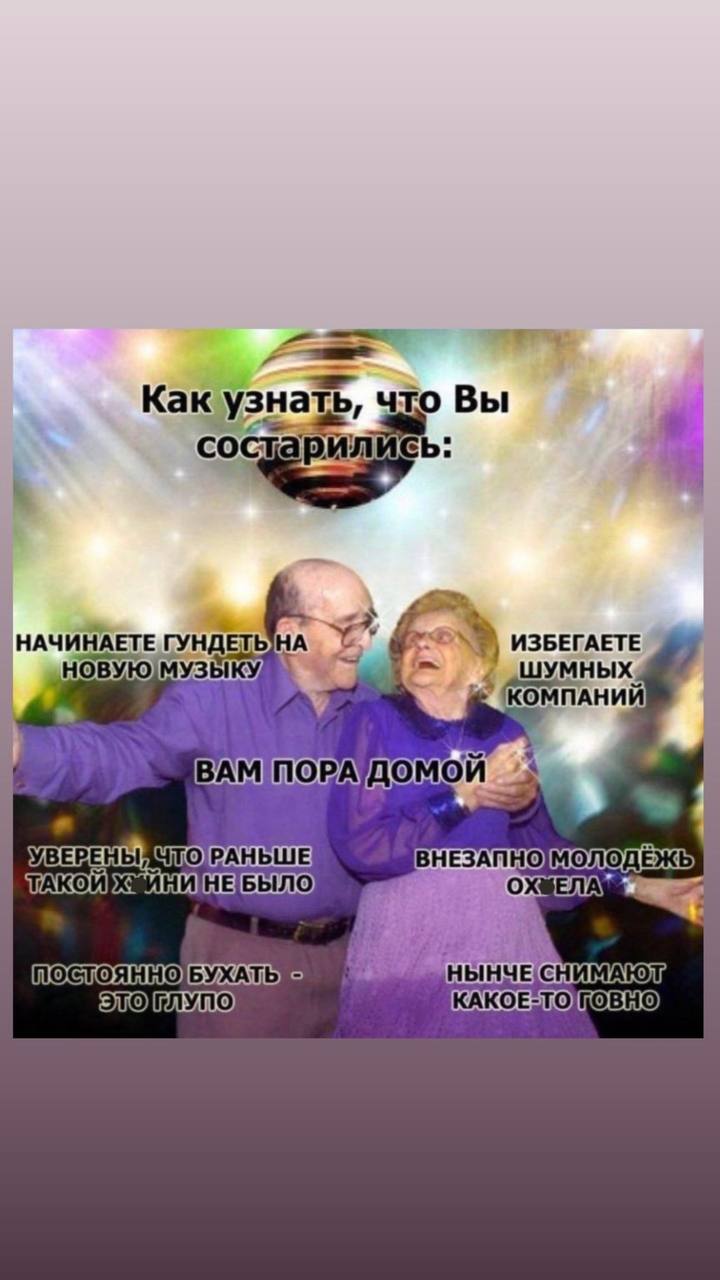 Как узнать, что Вы
состарились:
НАЧИНАЕТЕ ГУНДЕТЬ НА
НОВУЮ МУЗЫКУ
ИЗБЕГАЕТЕ
ШУМНЫХ
КОМПАНИЙ
ВАМ ПОРА ДОМОЙ
УВЕРЕНЫ, ЧТО РАНЬШЕ
ТАКОЙ Х ЙНИ НЕ БЫЛО
ВНЕЗАПНО МОЛОДЁЖЬ
ОХ ЕЛА
ПОСТОЯННО БУХАТЬ -
ЭТО ГЛУПО
НЫНЧЕ СНИМАЮТ
КАКОЕ-ТО ГОВНО